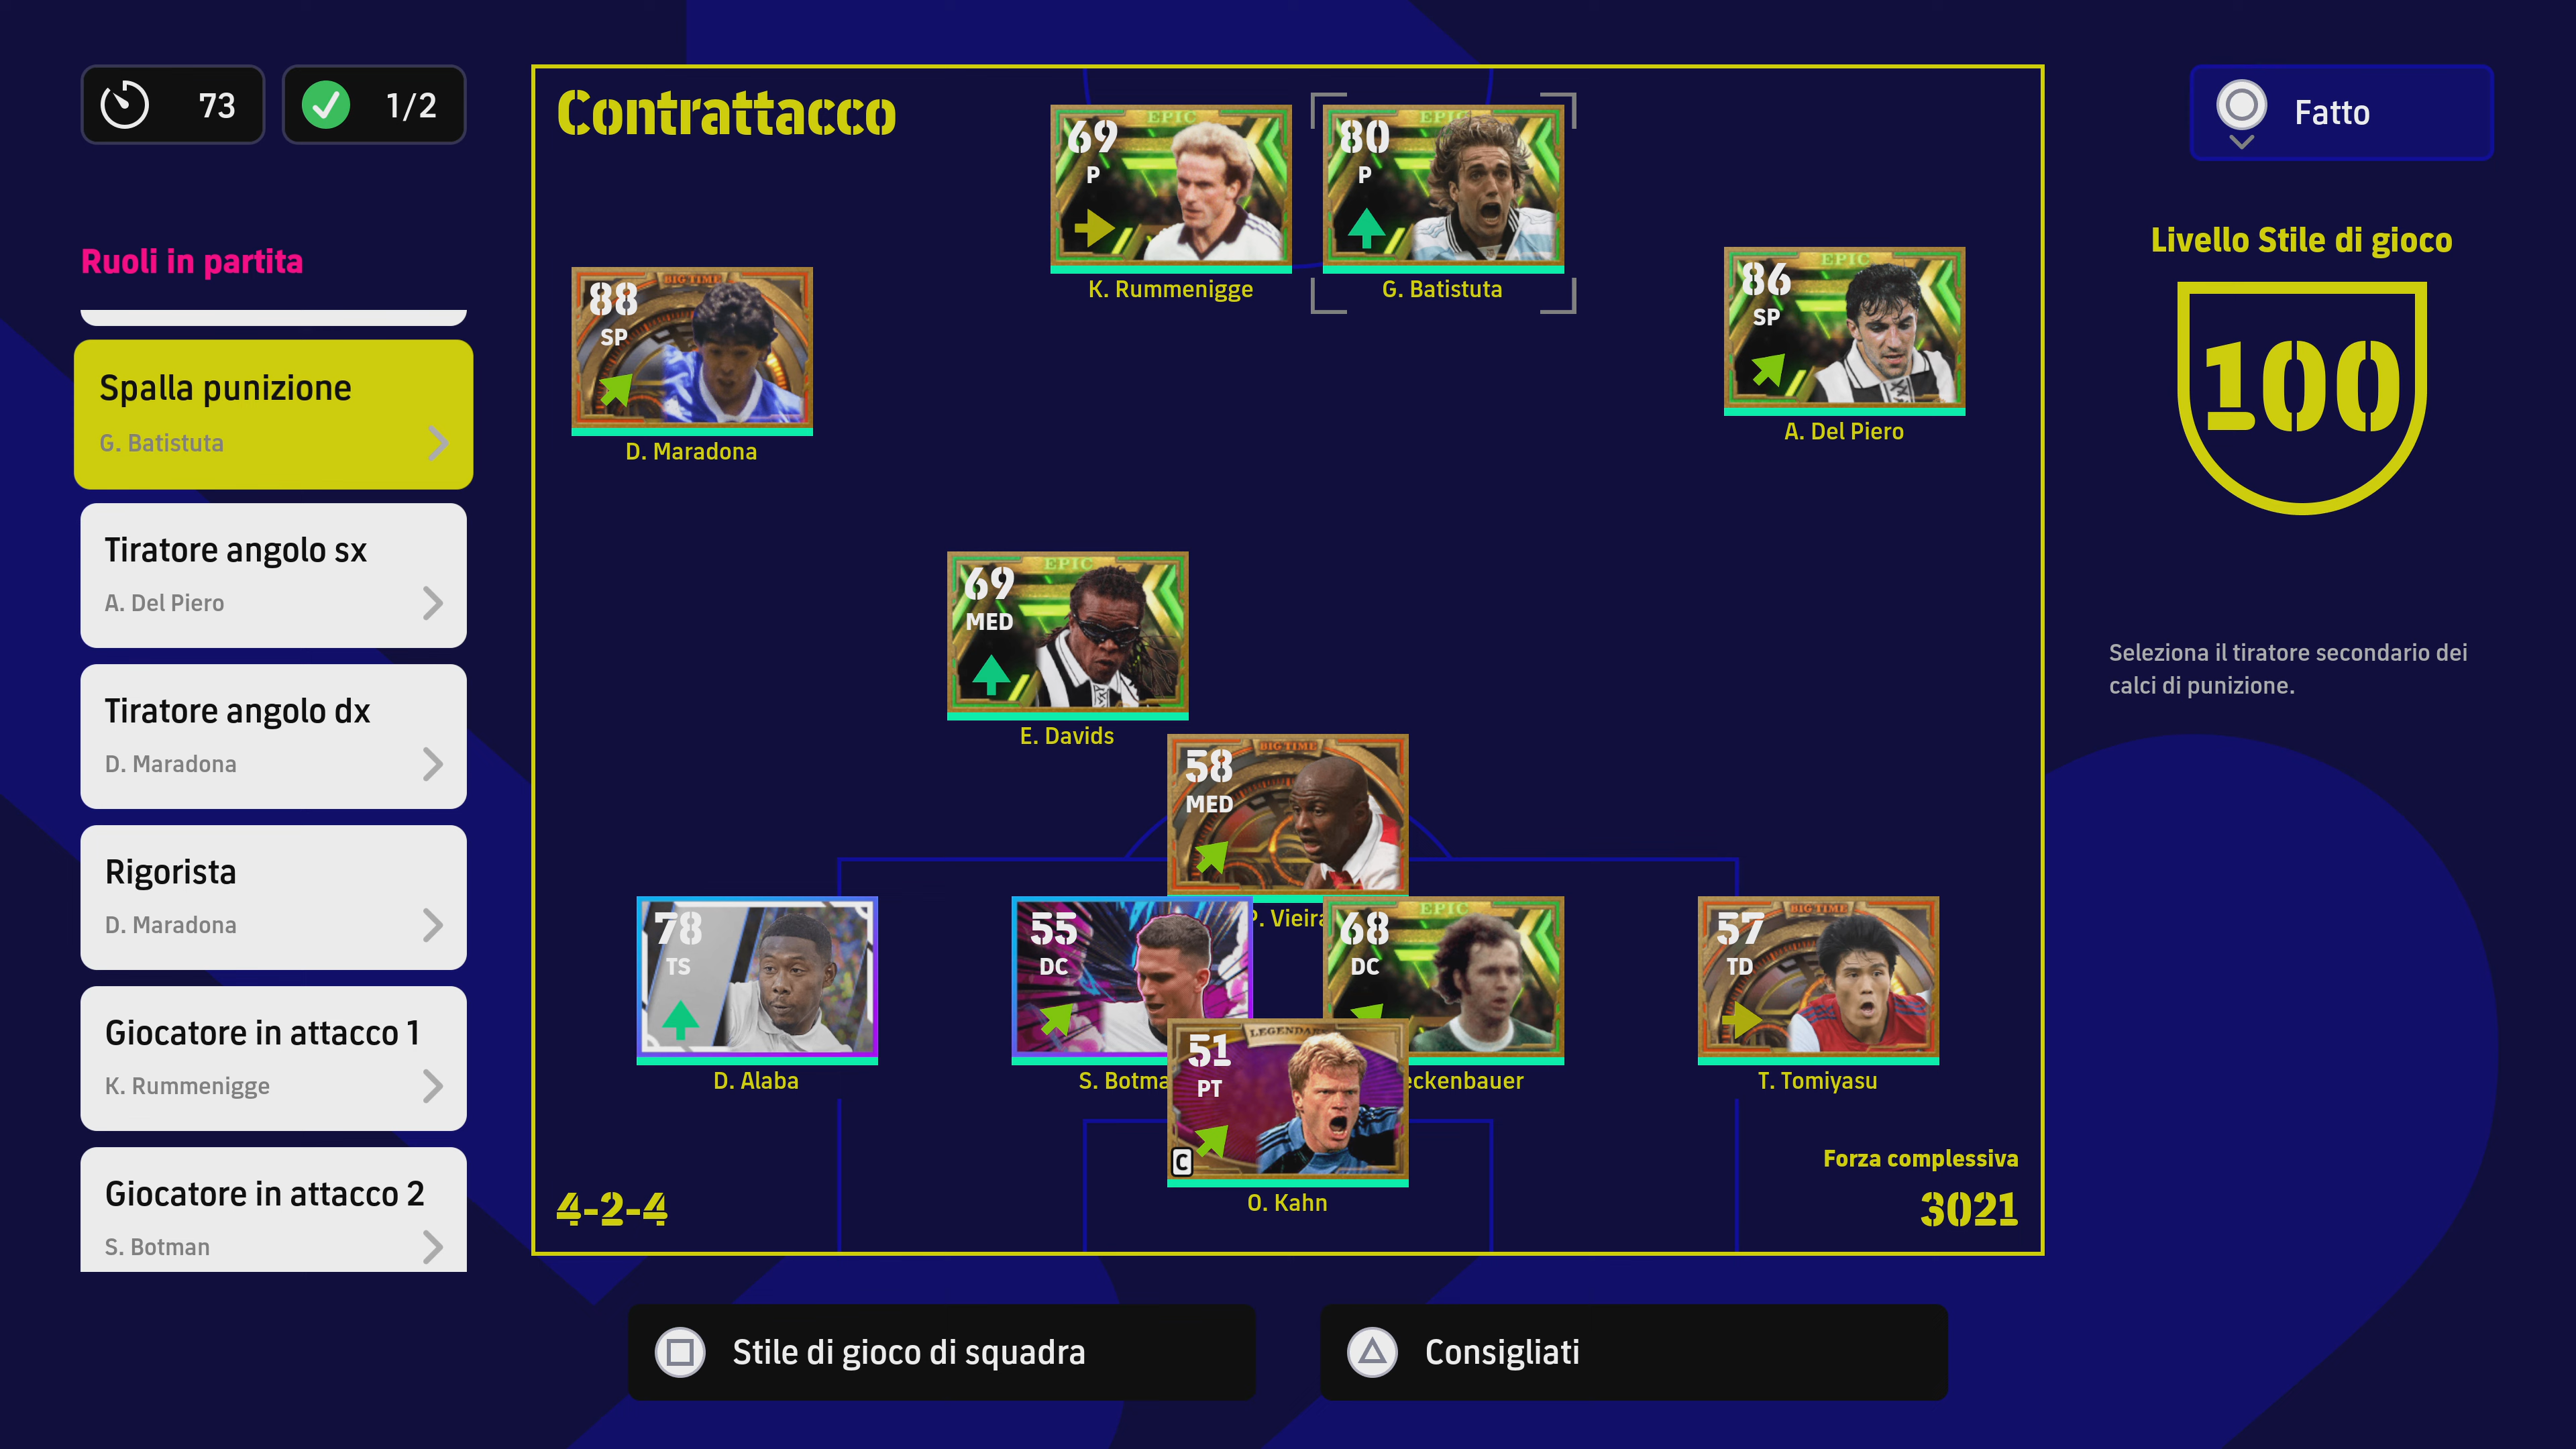 73
1/2
Ruoli in partita
Spalla punizione
G. Batistuta
Tiratore angolo sx
A. Del Piero
Tiratore angolo dx
D. Maradona
Rigorista
D. Maradona
Giocatore in attacco 1
K. Rummenigge
Giocatore in attacco 2
S. Botman
Contrattacco
EPIC
69
P
K. Rummenigge
EPIC
80
P
G. Batistuta
BIG TIME
88
SP
D. Maradona
EPIC
86
SP
A. Del Piero
EPIC
69
MED
E. Davids
BIG TIME
58
MED
P. Vieira
78
TS
D. Alaba
55
DC
S. Botma
EPIC
68
DC
eckenbauer
BIG TIME
57
TD
T. Tomiyasu
LEGENDAR
51
PT
C
O. Kahn
4-2-4
Forza complessiva
3021
Fatto
Livello Stile di gioco
100
Seleziona il tiratore secondario dei
calci di punizione.
Stile di gioco di squadra
Consigliati